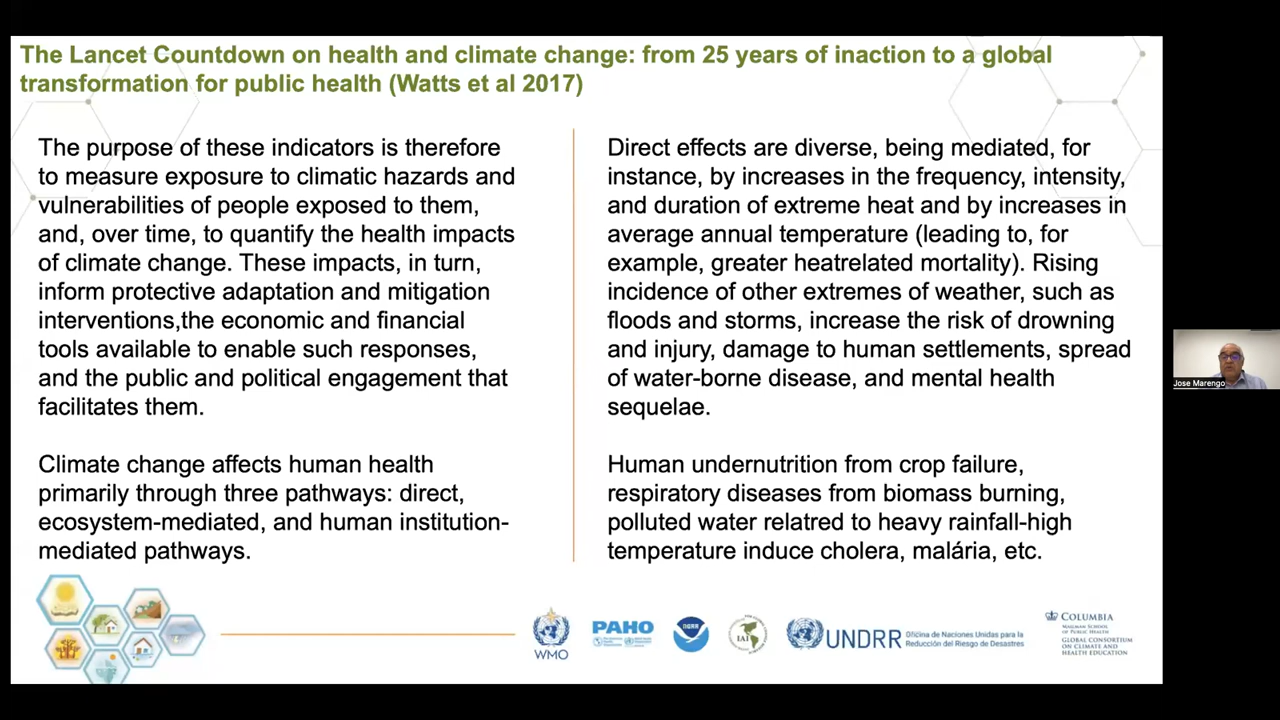 The Lancet Countdown on health and climate change: from 25 years of inaction to a global
transformation for public health (Watts et al 2017)
The purpose of these indicators is therefore
to measure exposure to climatic hazards and
vulnerabilities of people exposed to them,
and, over time, to quantify the health impacts
of climate change. These impacts, in turn,
inform protective adaptation and mitigation
interventions,the economic and financial
tools available to enable such responses,
and the public and political engagement that
facilitates them.
Climate change affects human health
primarily through three pathways: direct,
ecosystem-mediated, and human institution-
mediated pathways.
Direct effects are diverse, being mediated, for
instance, by increases in the frequency, intensity,
and duration of extreme heat and by increases in
average annual temperature (leading to, for
example, greater heatrelated mortality). Rising
incidence of other extremes of weather, such as
floods and storms, increase the risk of drowning
and injury, damage to human settlements, spread
of water-borne disease, and mental health
sequelae.
Human undernutrition from crop failure,
respiratory diseases from biomass burning,
polluted water relatred to heavy rainfall-high
temperature induce cholera, malária, etc.
Jose Marengo
WMO
PAHO
NOAA
IAI
UNDRR
Oficina de Naciones Unidas para la
Reducción del Riesgo de Desastres
COLUMBIA
MAILMAN SCHOOL
OF PUBLIC HEALTH
GLOBAL CONSORTIUM
ON CLIMATE AND
HEALTH EDUCATION